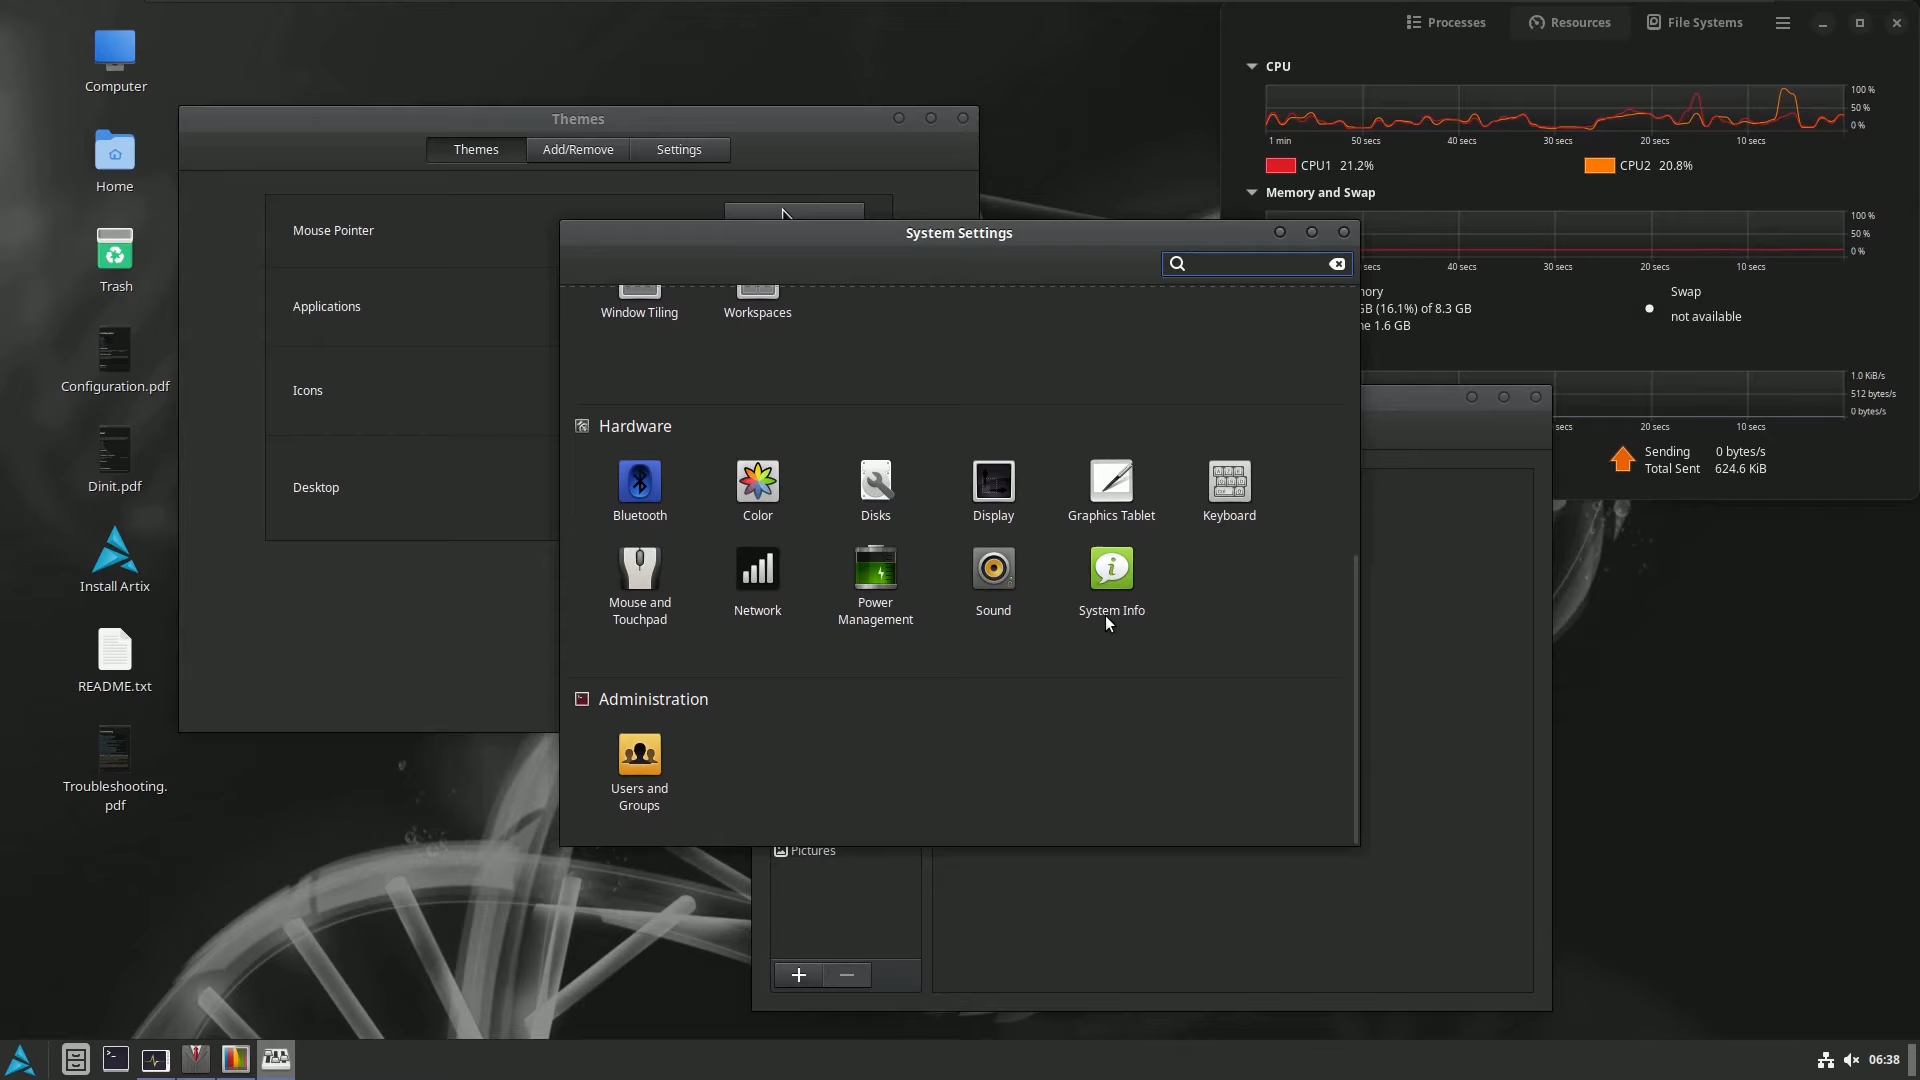 Computer
Home
Trash
Configuration.pdf
Dinit.pdf
Install Artix
README.txt
Troubleshooting.
pdf
Themes
Themes
Add/Remove
Settings
Mouse Pointer
Applications
Icons
Desktop
System Settings
Window Tiling
Workspaces
Hardware
Bluetooth
Color
Disks
Display
Graphics Tablet
Keyboard
Mouse and
Touchpad
Network
Power
Management
Sound
System Info
Administration
Users and
Groups
Pictures
Processes
Resources
File Systems
CPU
100 %
50 %
0 %
1 min
50 secs
40 secs
30 secs
20 secs
10 secs
CPU1 21.2%
CPU2 20.8%
Memory and Swap
100 %
50 %
0 %
secs
40 secs
30 secs
20 secs
10 secs
ory
GB (16.1%) of 8.3 GB
he 1.6 GB
Swap
not available
1.0 KiB/s
512 bytes/s
0 bytes/s
secs
20 secs
10 secs
Sending 0 bytes/s
Total Sent 624.6 KiB
06:38